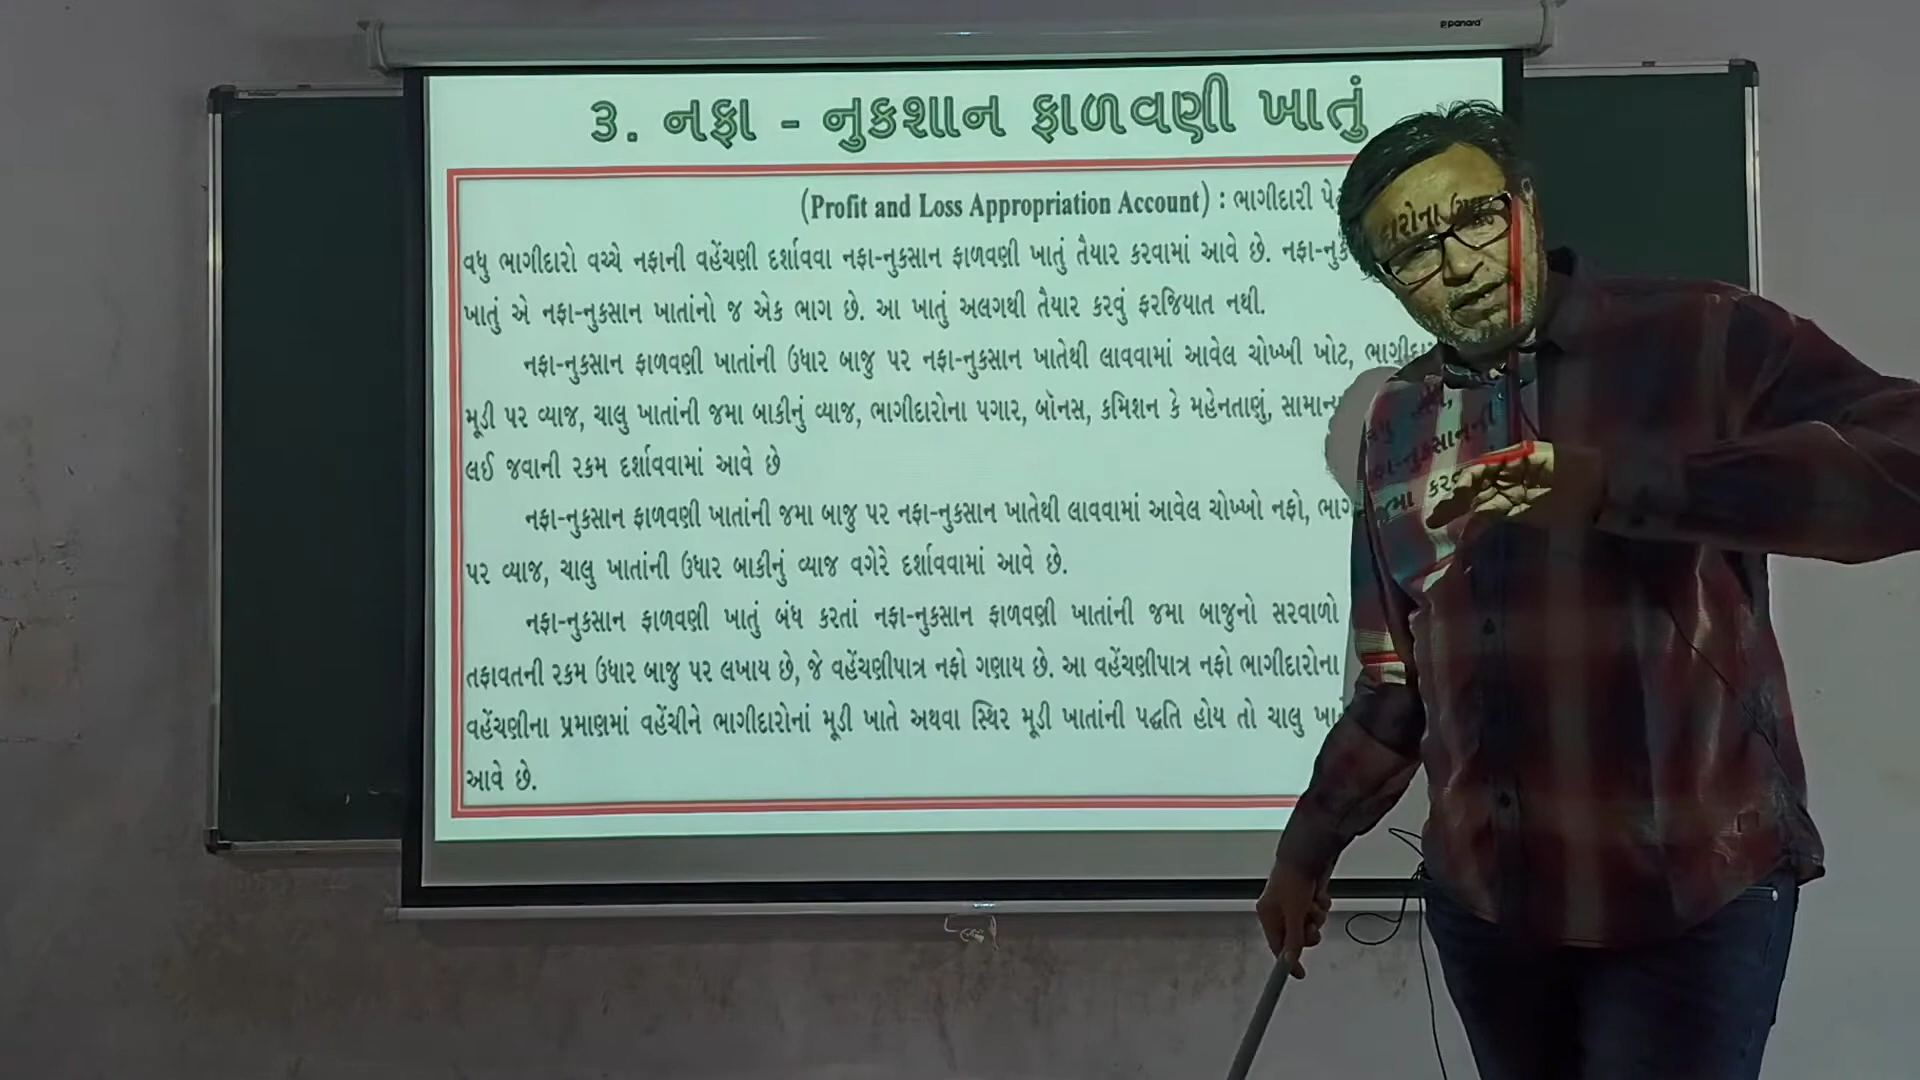 panara
૩. નફા - નુકશાન ફાળવણી ખાતું
(Profit and Loss Appropriation Account) : ભાગીદારી
વધુ ભાગીદારો વચ્ચે નફાની વહેંચણી દર્શાવવા નફા-નુકસાન ફાળવણી ખાતું તૈયાર કરવામાં આવે છે.
ખાતું એ નફા-નુકસાન ખાતાંનો જ એક ભાગ છે. આ ખાતું અલગથી તૈયાર કરવું ફરજિયાત નથી.
નફા-નુકસાન ફાળવણી ખાતાંની ઉધાર બાજુ પર નફા-નુકસાન ખાતેથી લાવવામાં આવેલ ચોખ્ખી ખોટ,
મૂડી પર વ્યાજ, ચાલુ ખાતાંની જમા બાકીનું વ્યાજ, ભાગીદારોના પગાર, બૉનસ, કમિશન કે મહેનતાણું,
લઈ જવાની રકમ દર્શાવવામાં આવે છે
નફા-નુકસાન ફાળવણી ખાતાંની જમા બાજુ પર નફા-નુકસાન ખાતેથી લાવવામાં આવેલ ચોખ્ખો નફો,
પર વ્યાજ, ચાલુ ખાતાંની ઉધાર બાકીનું વ્યાજ વગેરે દર્શાવવામાં આવે છે.
નફા-નુકસાન ફાળવણી ખાતું બંધ કરતાં નફા-નુકસાન ફાળવણી ખાતાંની જમા બાજુનો સરવાળો
તફાવતની રકમ ઉધાર બાજુ પર લખાય છે, જે વહેંચણીપાત્ર નફો ગણાય છે. આ વહેંચણીપાત્ર નફો ભાગીદારોના
વહેંચણીના પ્રમાણમાં વહેંચીને ભાગીદારોનાં મૂડી ખાતે અથવા સ્થિર મૂડી ખાતાંની પદ્ધતિ હોય તો ચાલુ
આવે છે.